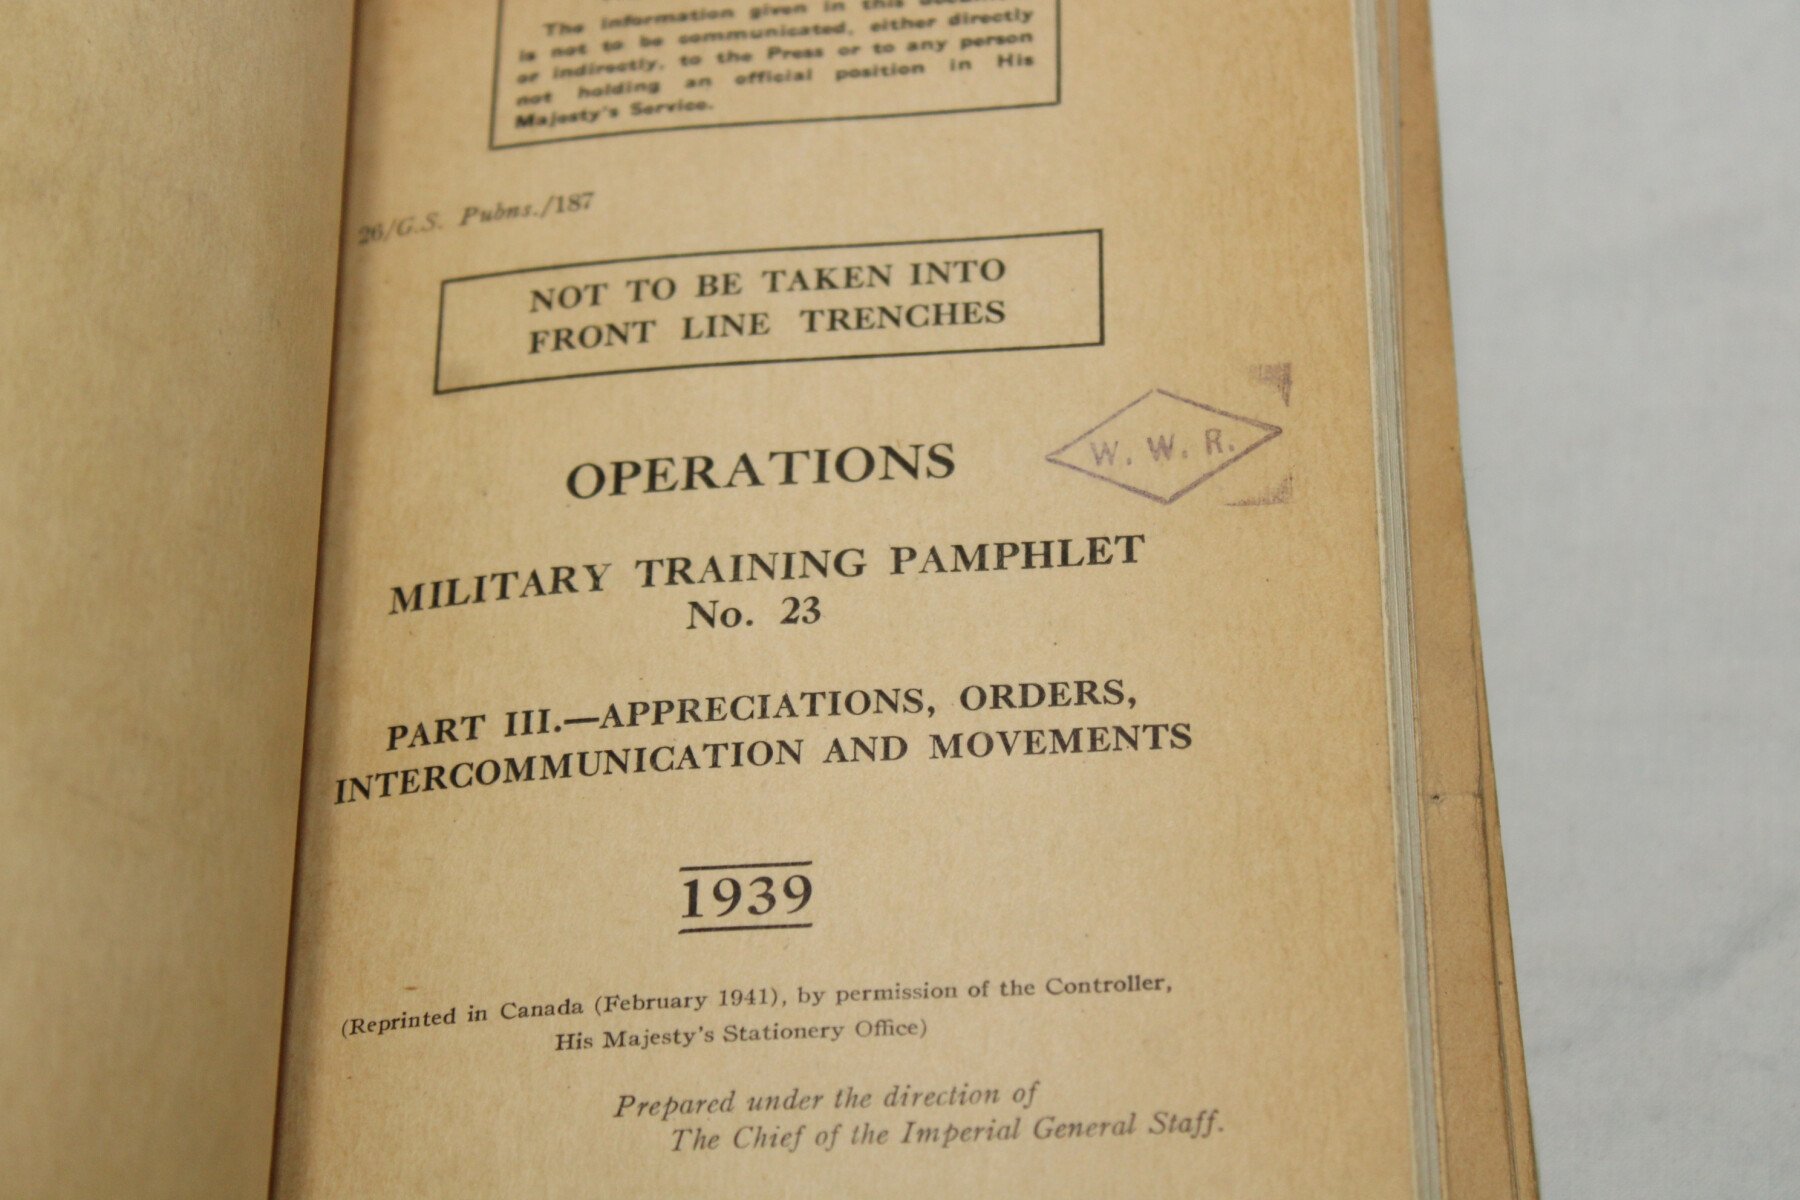 The information given in this document
is not to be communicated, either directly
or indirectly, to the Press or to any person
not holding an official position in His
Majesty's Service.
26/G.S. Pubns./187
NOT TO BE TAKEN INTO
FRONT LINE TRENCHES
OPERATIONS
W. W. R.
MILITARY TRAINING PAMPHLET
No. 23
PART III.—APPRECIATIONS, ORDERS,
INTERCOMMUNICATION AND MOVEMENTS
1939
(Reprinted in Canada (February 1941), by permission of the Controller,
His Majesty's Stationery Office)
Prepared under the direction of
The Chief of the Imperial General Staff.